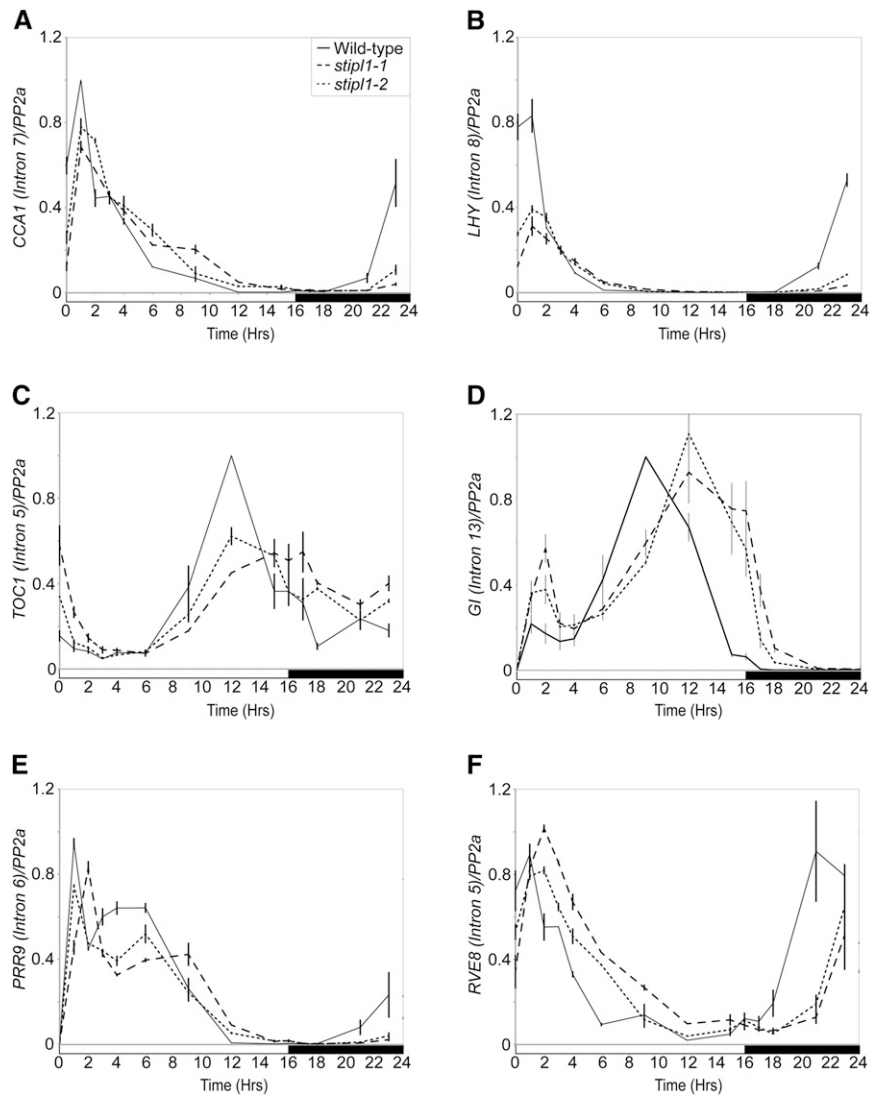 A
1.2
0.8
0.4
0
CCA1 (Intron 7)/PP2a
Wild-type
stipl1-1
stipl1-2
0 2 4 6 8 10 12 14 16 18 20 22 24
Time (Hrs)
B
1.2
0.8
0.4
0
LHY (Intron 8)/PP2a
0 2 4 6 8 10 12 14 16 18 20 22 24
Time (Hrs)
C
1.2
0.8
0.4
0
TOC1 (Intron 5)/PP2a
0 2 4 6 8 10 12 14 16 18 20 22 24
Time (Hrs)
D
1.2
0.8
0.4
0
GI (Intron 13)/PP2a
0 2 4 6 8 10 12 14 16 18 20 22 24
Time (Hrs)
E
1.2
0.8
0.4
0
PRR9 (Intron 6)/PP2a
0 2 4 6 8 10 12 14 16 18 20 22 24
Time (Hrs)
F
1.2
0.8
0.4
0
RVE8 (Intron 5)/PP2a
0 2 4 6 8 10 12 14 16 18 20 22 24
Time (Hrs)